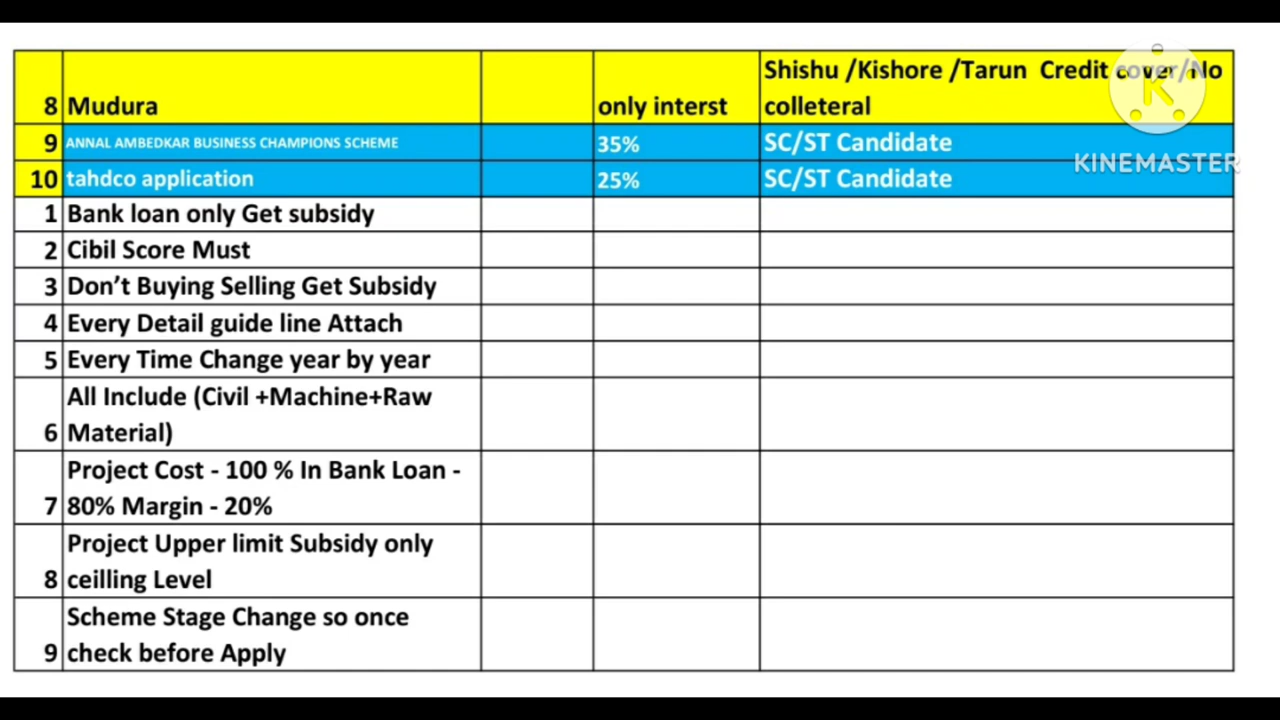 8 Mudura only interst Shishu /Kishore /Tarun Credit cover/No
colleteral
9 ANNAL AMBEDKAR BUSINESS CHAMPIONS SCHEME 35% SC/ST Candidate
10 tahdco application 25% SC/ST Candidate
KINEMASTER
1 Bank loan only Get subsidy
2 Cibil Score Must
3 Don’t Buying Selling Get Subsidy
4 Every Detail guide line Attach
5 Every Time Change year by year
All Include (Civil +Machine+Raw
6 Material)
Project Cost - 100 % In Bank Loan -
7 80% Margin - 20%
Project Upper limit Subsidy only
8 ceilling Level
Scheme Stage Change so once
9 check before Apply